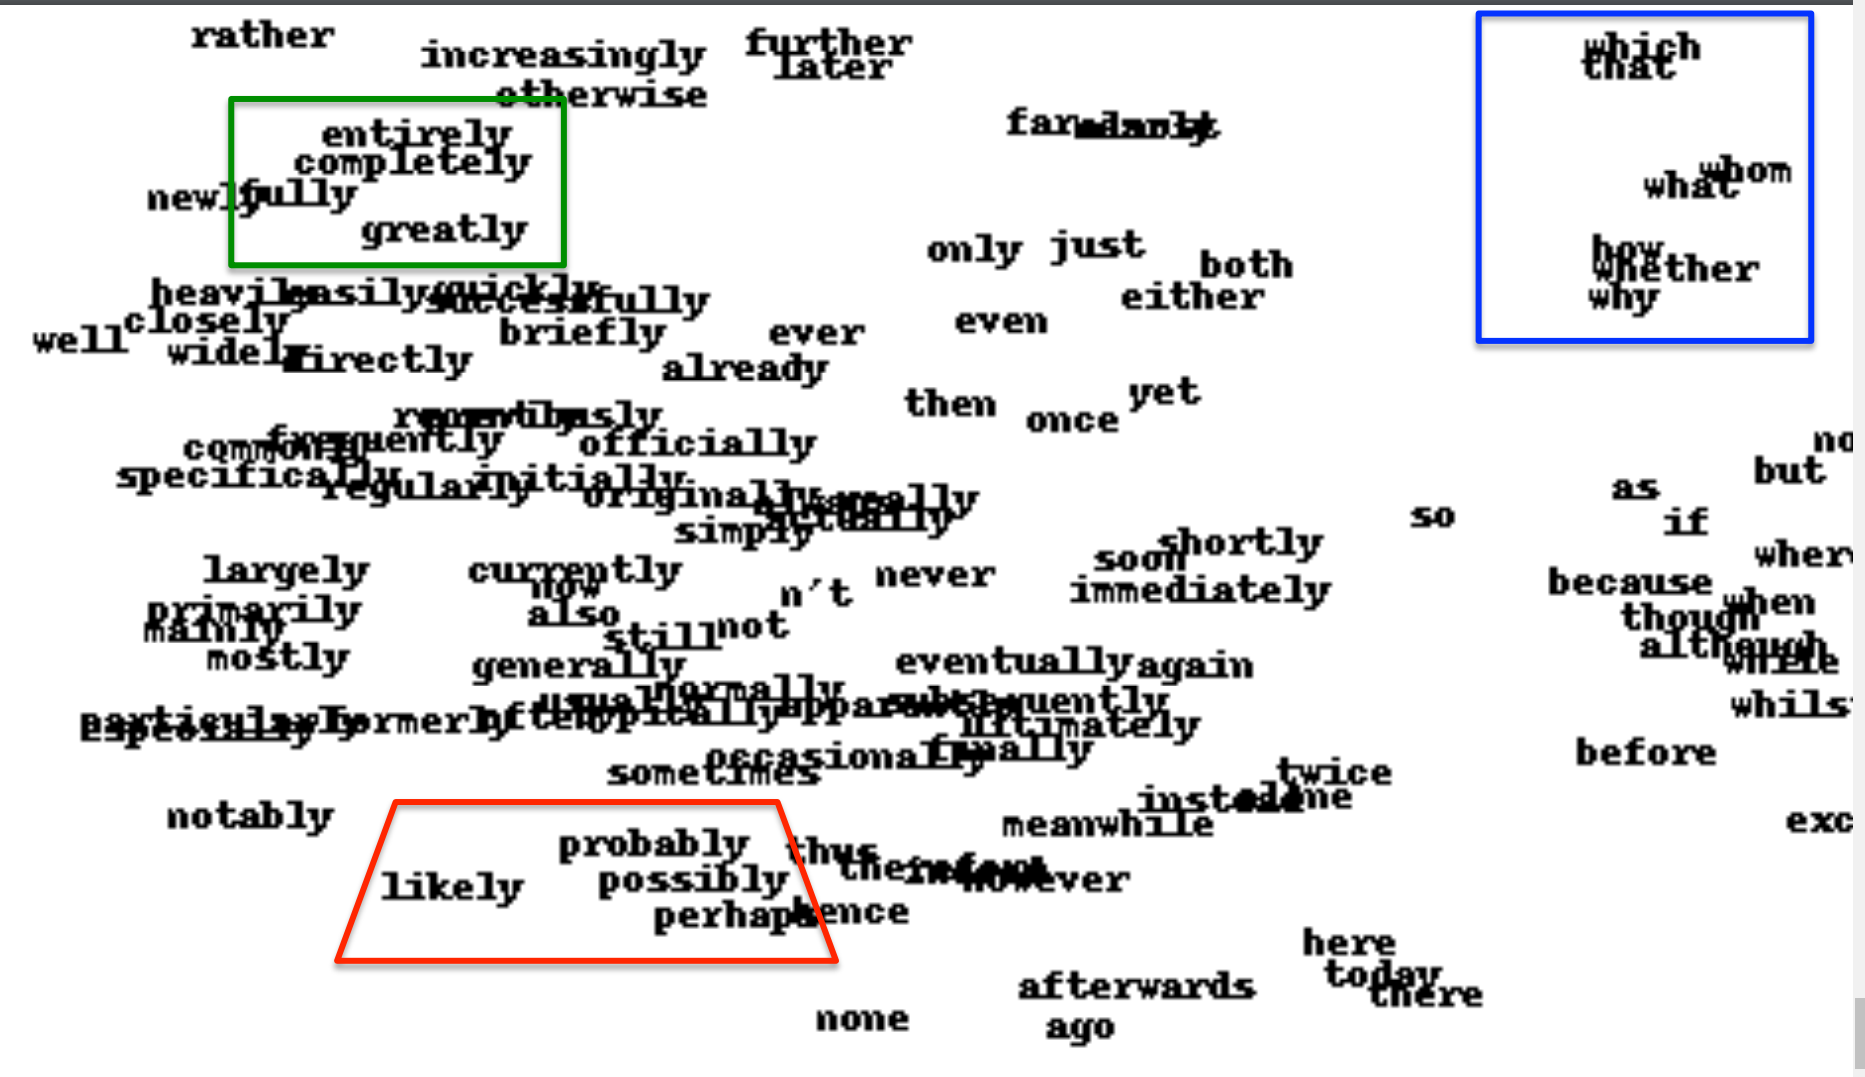 rather
increasingly
further
later
otherwise
which
that
entirely
completely
far
newly
fully
greatly
whom
what
only
just
both
how
whether
why
heavily
easily
quickly
successfully
either
closely
well
briefly
ever
even
widely
directly
already
then
once
yet
frequently
officially
commonly
no
but
specifically
regularly
initially
originally
really
actually
simply
as
so
if
shortly
soon
largely
currently
now
never
n't
immediately
because
when
primarily
mainly
also
still
not
though
although
while
mostly
generally
eventually
again
normally
usually
particularly
especially
formerly
often
typically
subsequently
ultimately
whilst
occasionally
finally
sometimes
before
twice
notably
instead
meanwhile
exc
probably
thus
likely
possibly
therefore
however
perhaps
hence
here
today
there
afterwards
none
ago